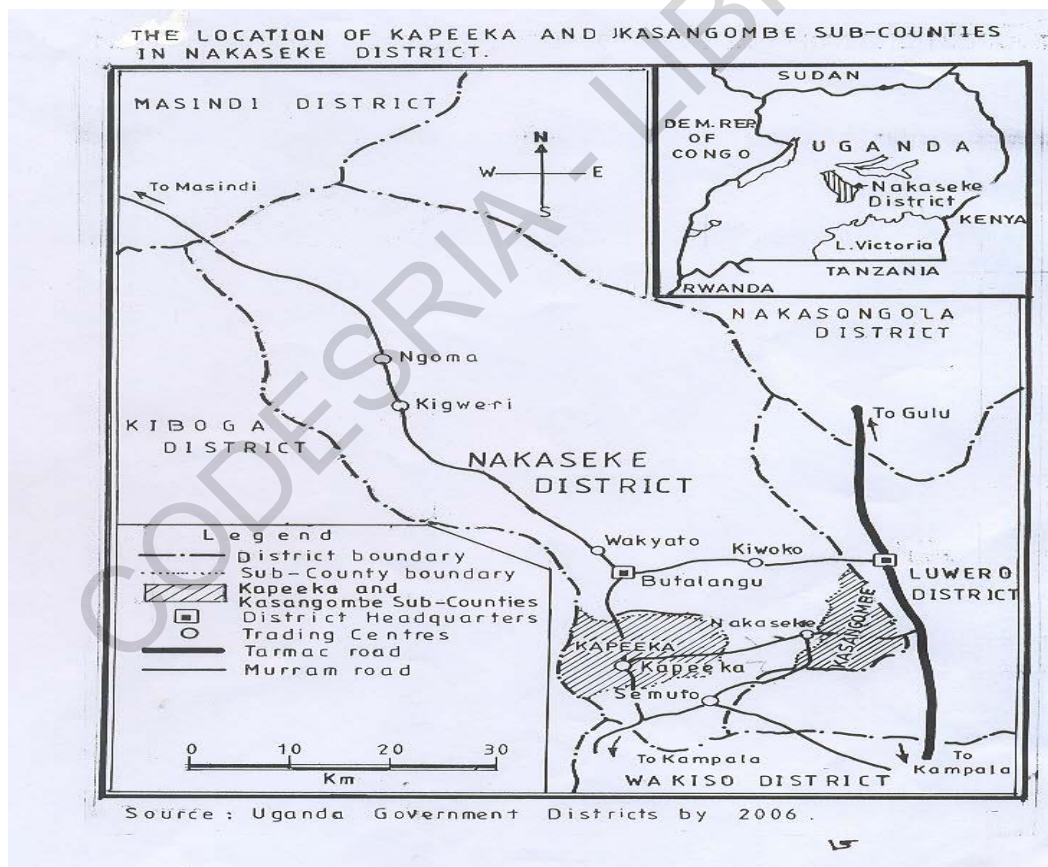 THE LOCATION OF KAPEEKA AND KASANGOMBE SUB-COUNTIES
IN NAKASEKE DISTRICT.
MASINDI DISTRICT
To Masindi
N
W
E
S
SUDAN
DEM.REP
OF
CONGO
UGANDA
Nakaseke
District
KENYA
L.Victoria
TANZANIA
RWANDA
NAKASONGOLA
DISTRICT
Ngoma
Kigweri
To Gulu
KIBOGA
DISTRICT
NAKASEKE
DISTRICT
Wakyato
Kiwoko
Butalangu
LUWERO
DISTRICT
KASANGOMBE
Nakaseke
KAPEEKA
Kapeeka
Semuto
To Kampala
To
Kampala
WAKISO DISTRICT
Legend
District boundary
Sub-County boundary
Kapeeka and
Kasangombe Sub-Counties
District Headquarters
Trading Centres
Tarmac road
Murram road
0 10 20 30
Km
Source: Uganda Government Districts by 2006.
CODESRIA - LIB